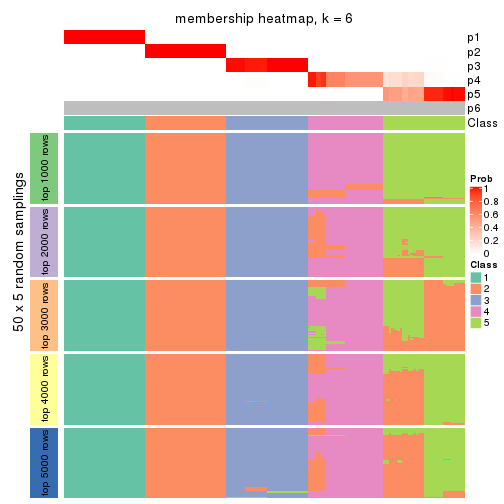 membership heatmap, k = 6
p1
p2
p3
p4
p5
p6
Class
50 x 5 random samplings
top 1000 rows
top 2000 rows
top 3000 rows
top 4000 rows
top 5000 rows
Prob
1
0.8
0.6
0.4
0.2
0
Class
1
2
3
4
5